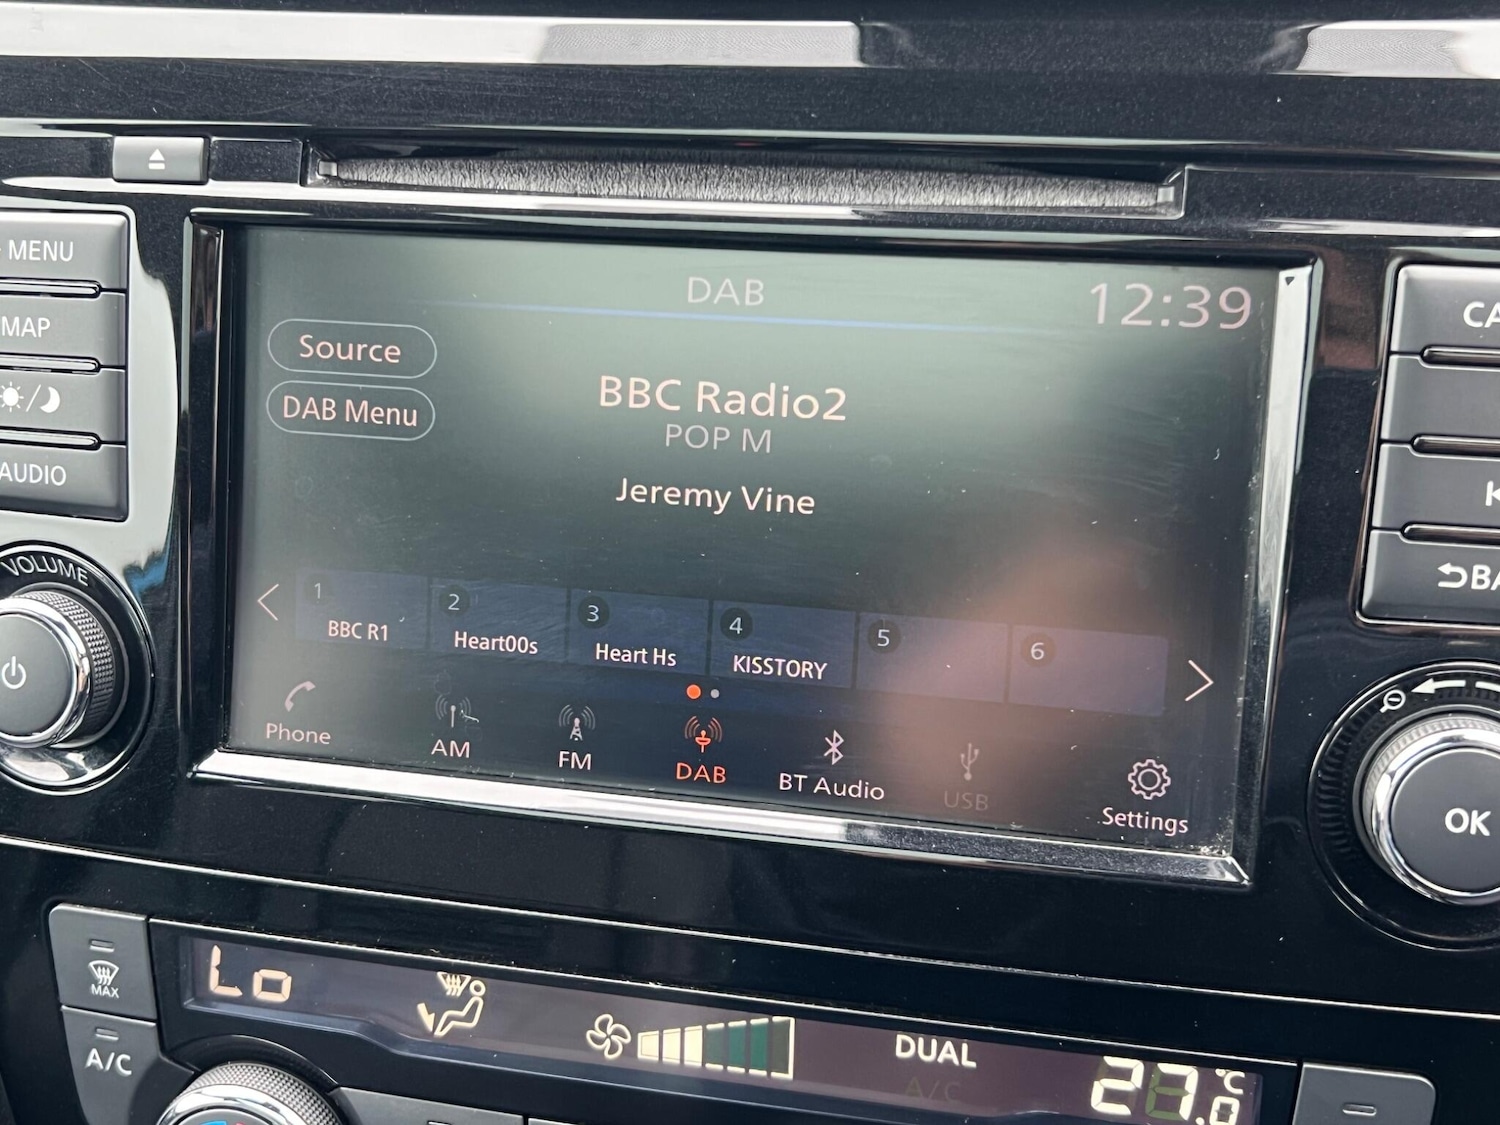 MENU
MAP
AUDIO
VOLUME
DAB
12:39
Source
DAB Menu
BBC Radio2
POP M
Jeremy Vine
1
BBC R1
2
Heart00s
3
Heart Hs
4
KISSTORY
5
6
Phone
AM
FM
DAB
BT Audio
USB
Settings
OK
MAX
A/C
Lo
DUAL
A/C
27.0°C